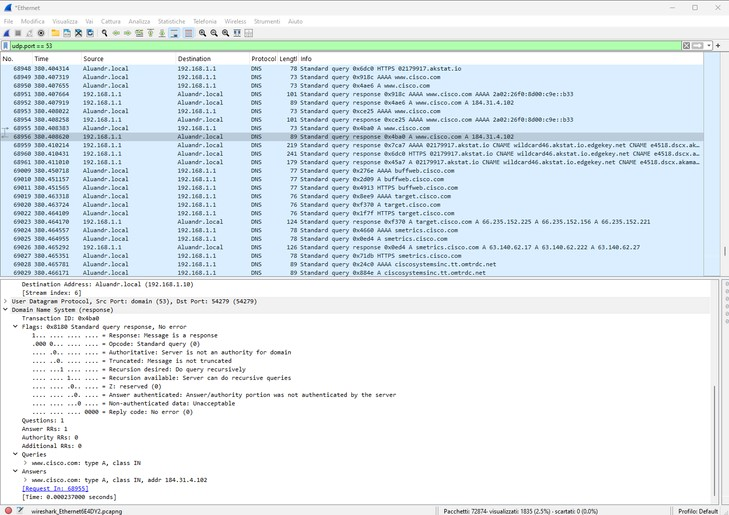 *Ethernet
File Modifica Visualizza Vai Cattura Analizza Statistiche Telefonia Wireless Strumenti Aiuto
udp.port == 53
No. Time Source Destination Protocol Lengtl Info
68948 380.404314 Aluandr.local 192.168.1.1 DNS 78 Standard query 0x6dc0 HTTPS 02179917.akstat.io
68949 380.407319 Aluandr.local 192.168.1.1 DNS 73 Standard query 0x918c AAAA www.cisco.com
68950 380.407655 Aluandr.local 192.168.1.1 DNS 73 Standard query 0x4ae6 A www.cisco.com
68951 380.407664 192.168.1.1 Aluandr.local DNS 101 Standard query response 0x918c AAAA www.cisco.com AAAA 2a02:26f0:8d00:c9e::b33
68952 380.407919 192.168.1.1 Aluandr.local DNS 89 Standard query response 0x4ae6 A www.cisco.com A 184.31.4.102
68953 380.408022 Aluandr.local 192.168.1.1 DNS 73 Standard query 0xce25 AAAA www.cisco.com
68954 380.408258 192.168.1.1 Aluandr.local DNS 101 Standard query response 0xce25 AAAA www.cisco.com AAAA 2a02:26f0:8d00:c9e::b33
68955 380.408383 Aluandr.local 192.168.1.1 DNS 73 Standard query 0x4ba0 A www.cisco.com
68956 380.408620 192.168.1.1 Aluandr.local DNS 89 Standard query response 0x4ba0 A www.cisco.com A 184.31.4.102
68959 380.410214 192.168.1.1 Aluandr.local DNS 219 Standard query response 0x7ca7 AAAA 02179917.akstat.io CNAME wildcard46.akstat.io.edgekey.net CNAME e4518.dscx.ak…
68960 380.410431 192.168.1.1 Aluandr.local DNS 241 Standard query response 0x6dc0 HTTPS 02179917.akstat.io CNAME wildcard46.akstat.io.edgekey.net CNAME e4518.dscx.a…
68961 380.411010 192.168.1.1 Aluandr.local DNS 179 Standard query response 0x45a7 A 02179917.akstat.io CNAME wildcard46.akstat.io.edgekey.net CNAME e4518.dscx.akama…
69009 380.450718 Aluandr.local 192.168.1.1 DNS 77 Standard query 0x276e AAAA buffweb.cisco.com
69010 380.451157 Aluandr.local 192.168.1.1 DNS 77 Standard query 0x2d09 A buffweb.cisco.com
69011 380.451565 Aluandr.local 192.168.1.1 DNS 77 Standard query 0x4913 HTTPS buffweb.cisco.com
69019 380.463318 Aluandr.local 192.168.1.1 DNS 76 Standard query 0x8ee9 AAAA target.cisco.com
69020 380.463724 Aluandr.local 192.168.1.1 DNS 76 Standard query 0xf370 A target.cisco.com
69022 380.464109 Aluandr.local 192.168.1.1 DNS 76 Standard query 0x1f7f HTTPS target.cisco.com
69023 380.464170 192.168.1.1 Aluandr.local DNS 124 Standard query response 0xf370 A target.cisco.com A 66.235.152.225 A 66.235.152.156 A 66.235.152.221
69024 380.464557 Aluandr.local 192.168.1.1 DNS 77 Standard query 0x4660 AAAA smetrics.cisco.com
69025 380.464955 Aluandr.local 192.168.1.1 DNS 78 Standard query 0x0ed4 A smetrics.cisco.com
69026 380.465292 192.168.1.1 Aluandr.local DNS 126 Standard query response 0x0ed4 A smetrics.cisco.com A 63.140.62.17 A 63.140.62.222 A 63.140.62.27
69027 380.465351 Aluandr.local 192.168.1.1 DNS 78 Standard query 0x71db HTTPS smetrics.cisco.com
69028 380.465781 Aluandr.local 192.168.1.1 DNS 89 Standard query 0x24c0 AAAA ciscosystemsinc.tt.omtrdc.net
69029 380.466171 Aluandr.local 192.168.1.1 DNS 89 Standard query 0x884e A ciscosystemsinc.tt.omtrdc.net
Destination Address: Aluandr.local (192.168.1.10)
[Stream index: 6]
User Datagram Protocol, Src Port: domain (53), Dst Port: 54279 (54279)
Domain Name System (response)
Transaction ID: 0x4ba0
Flags: 0x8180 Standard query response, No error
1... .... .... .... = Response: Message is a response
.000 0... .... .... = Opcode: Standard query (0)
.... .0.. .... .... = Authoritative: Server is not an authority for domain
.... ..0. .... .... = Truncated: Message is not truncated
.... ...1 .... .... = Recursion desired: Do query recursively
.... .... 1... .... = Recursion available: Server can do recursive queries
.... .... .0.. .... = Z: reserved (0)
.... .... ..0. .... = Answer authenticated: Answer/authority portion was not authenticated by the server
.... .... ...0 .... = Non-authenticated data: Unacceptable
.... .... .... 0000 = Reply code: No error (0)
Questions: 1
Answer RRs: 1
Authority RRs: 0
Additional RRs: 0
Queries
www.cisco.com: type A, class IN
Answers
www.cisco.com: type A, class IN, addr 184.31.4.102
[Request In: 68955]
[Time: 0.000237000 seconds]
wireshark_Ethernet6E4DY2.pcapng
Pacchetti: 72874· visualizzati: 1835 (2.5%) · scartati: 0 (0.0%)
Profilo: Default